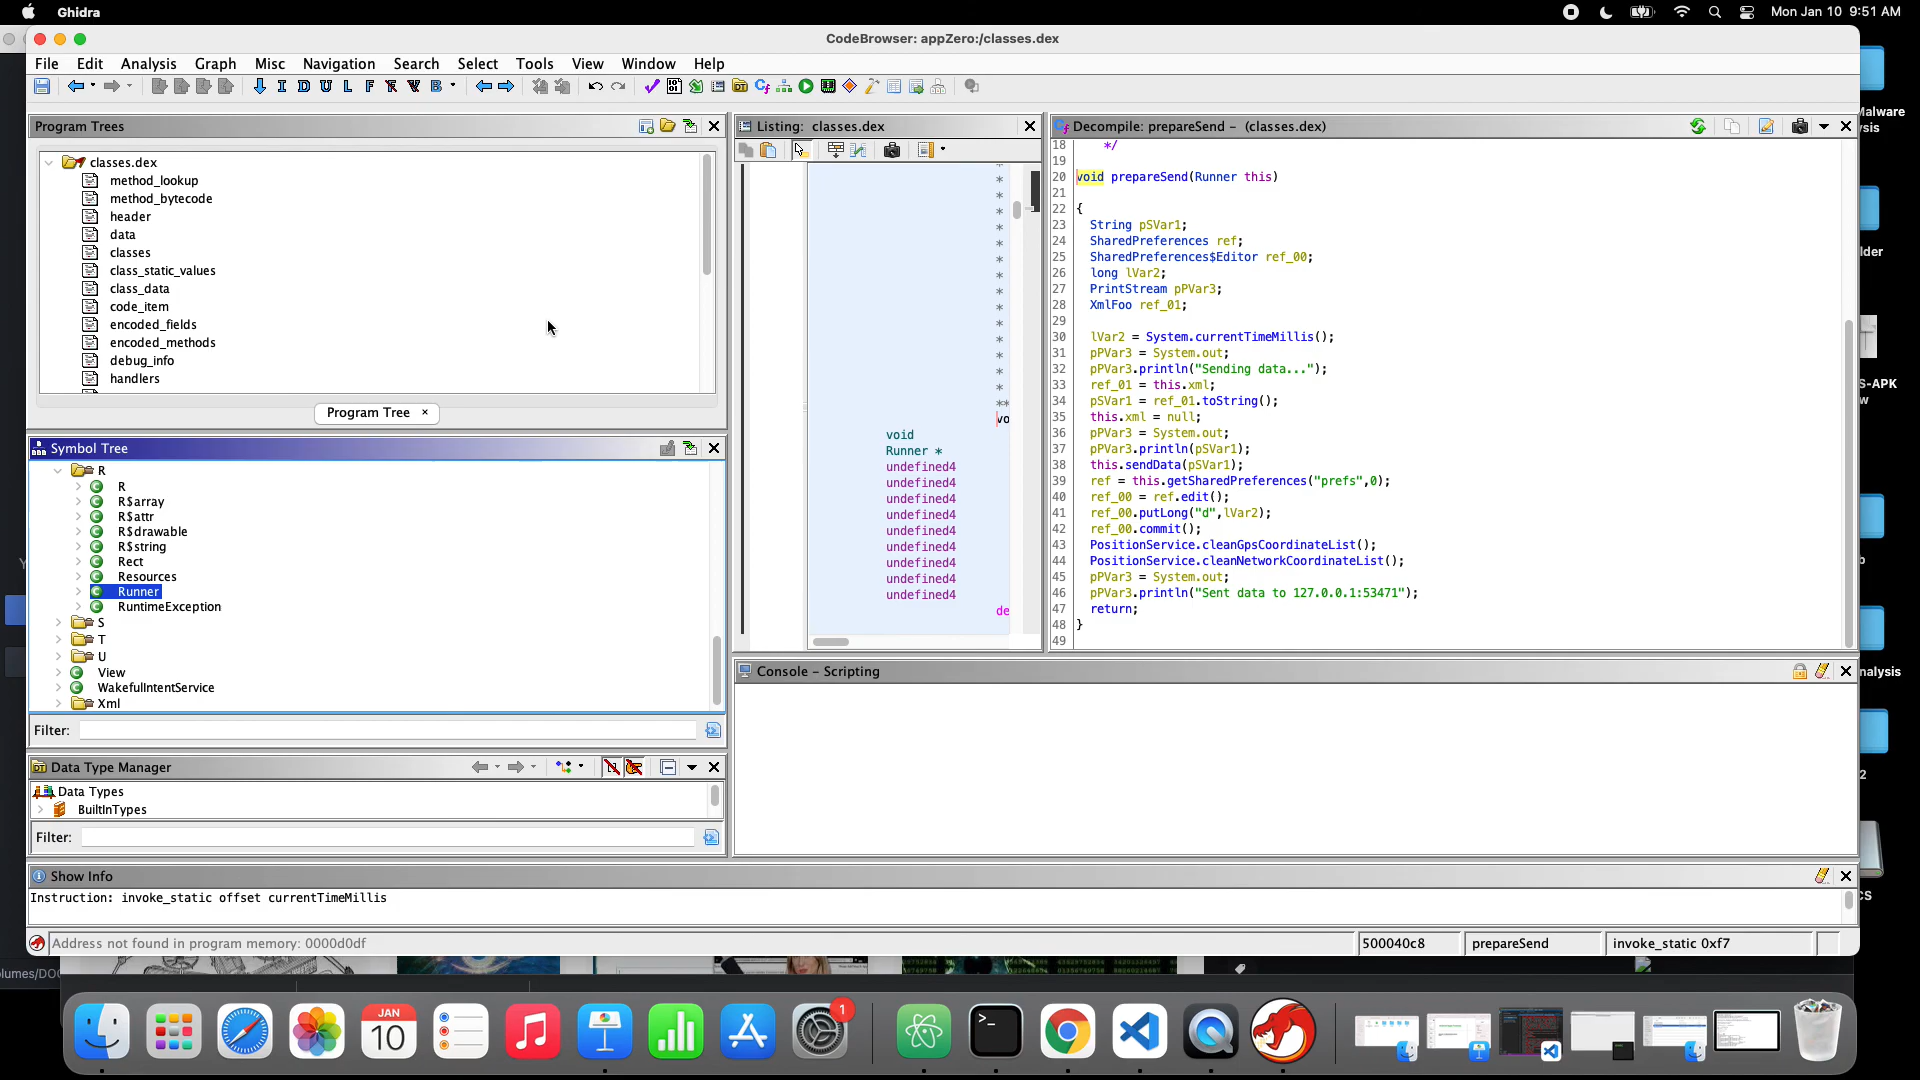 Ghidra
Mon Jan 10 9:51 AM
CodeBrowser: appZero:/classes.dex
File Edit Analysis Graph Misc Navigation Search Select Tools View Window Help
I D U L F V B
Program Trees
classes.dex
method_lookup
method_bytecode
header
data
classes
class_static_values
class_data
code_item
encoded_fields
encoded_methods
debug_info
handlers
Program Tree ×
Symbol Tree
R
R
R$array
R$attr
R$drawable
R$string
Rect
Resources
Runner
RuntimeException
S
T
U
View
WakefulIntentService
Xml
Filter:
Data Type Manager
Data Types
BuiltInTypes
Filter:
Listing: classes.dex
*
*
*
*
*
*
*
*
*
*
*
*
*
*
**
vo
void
Runner *
undefined4
undefined4
undefined4
undefined4
undefined4
undefined4
undefined4
undefined4
undefined4
de
Decompile: prepareSend – (classes.dex)
18 */
19
20 void prepareSend(Runner this)
21
22 {
23 String pSVar1;
24 SharedPreferences ref;
25 SharedPreferences$Editor ref_00;
26 long lVar2;
27 PrintStream pPVar3;
28 XmlFoo ref_01;
29
30 lVar2 = System.currentTimeMillis();
31 pPVar3 = System.out;
32 pPVar3.println("Sending data...");
33 ref_01 = this.xml;
34 pSVar1 = ref_01.toString();
35 this.xml = null;
36 pPVar3 = System.out;
37 pPVar3.println(pSVar1);
38 this.sendData(pSVar1);
39 ref = this.getSharedPreferences("prefs",0);
40 ref_00 = ref.edit();
41 ref_00.putLong("d",lVar2);
42 ref_00.commit();
43 PositionService.cleanGpsCoordinateList();
44 PositionService.cleanNetworkCoordinateList();
45 pPVar3 = System.out;
46 pPVar3.println("Sent data to 127.0.0.1:53471");
47 return;
48 }
49
Console – Scripting
Show Info
Instruction: invoke_static offset currentTimeMillis
Address not found in program memory: 0000d0df
500040c8
prepareSend
invoke_static 0xf7
Malware
lder
S-APK
nalysis
2
CS
olumes/DO
JAN
10
1